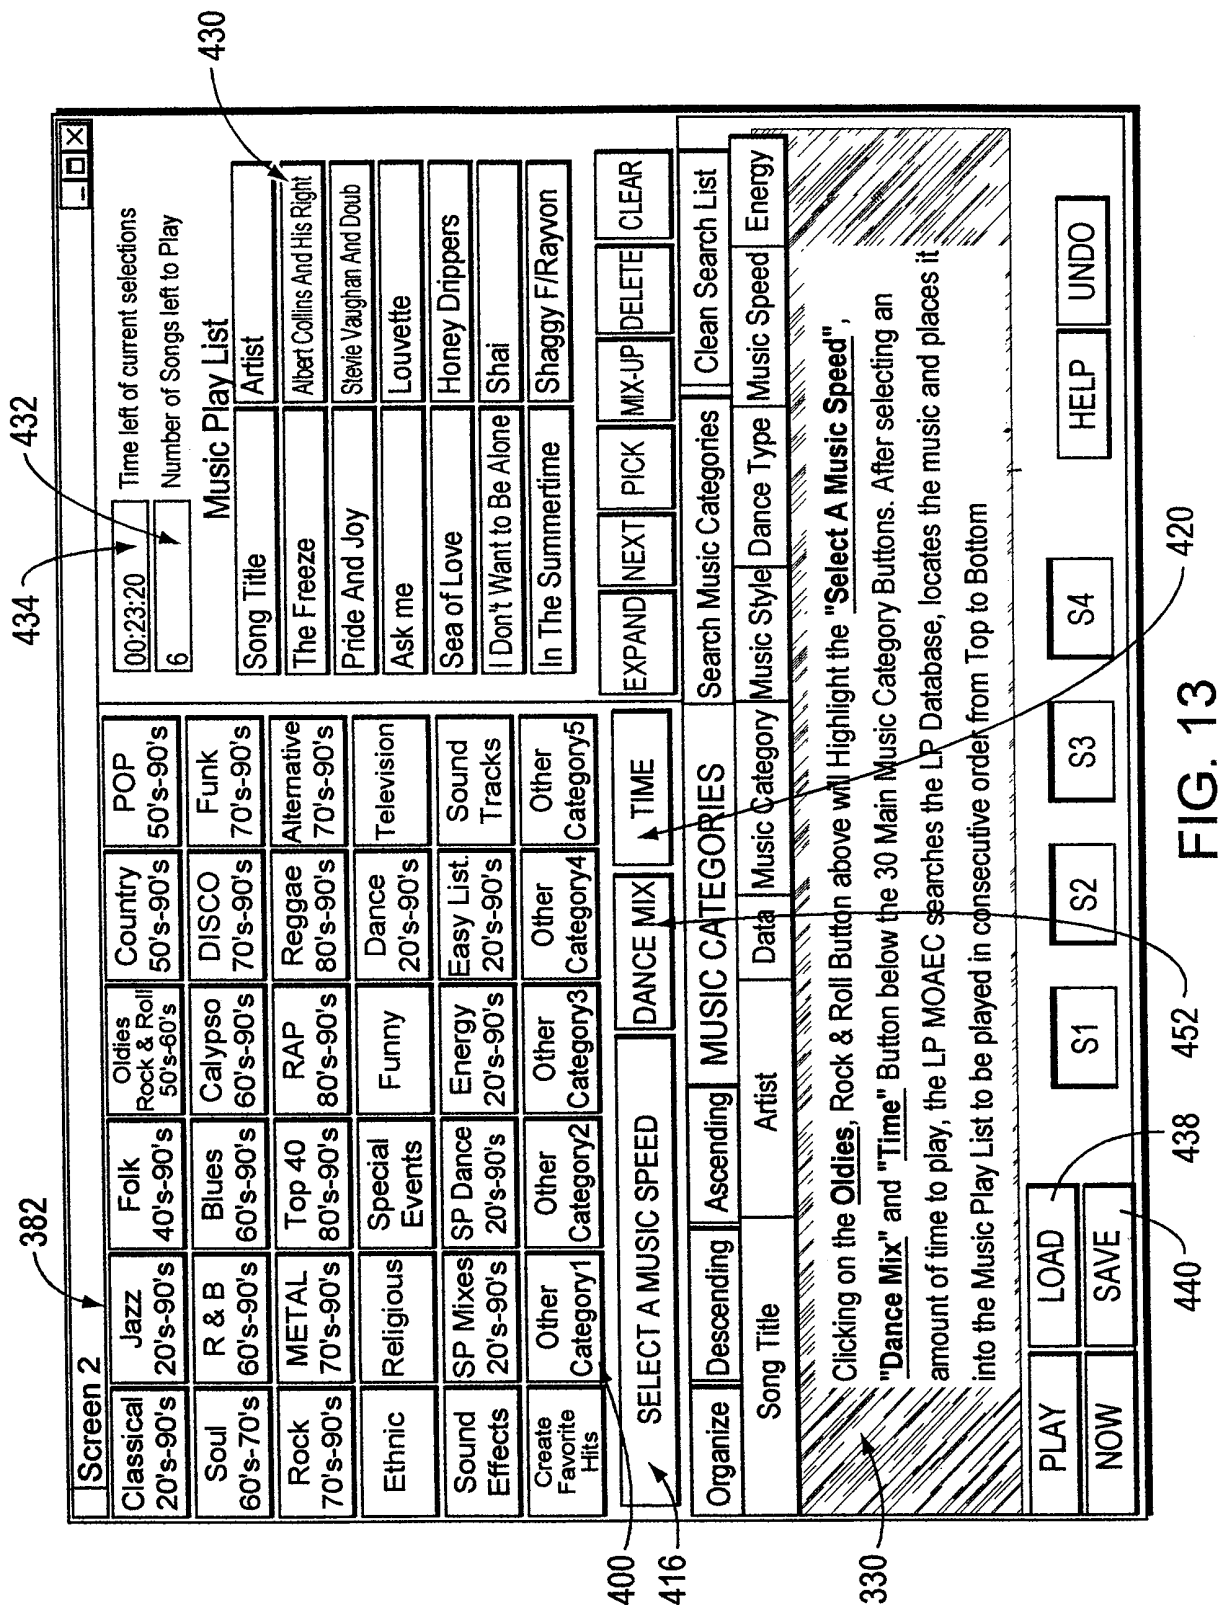 382
434
432
430
Screen 2
Classical
20's-90's
Jazz
20's-90's
Folk
40's-90's
Oldies
Rock & Roll
50's-60's
Country
50's-90's
POP
50's-90's
Soul
60's-70's
R & B
60's-90's
Blues
60's-90's
Calypso
60's-90's
DISCO
70's-90's
Funk
70's-90's
Rock
70's-90's
METAL
70's-90's
Top 40
80's-90's
RAP
80's-90's
Reggae
80's-90's
Alternative
70's-90's
Ethnic
Religious
Special
Events
Funny
Dance
20's-90's
Television
Sound
Effects
SP Mixes
20's-90's
SP Dance
20's-90's
Energy
20's-90's
Easy List.
20's-90's
Sound
Tracks
Create
Favorite
Hits
Other
Category1
Other
Category2
Other
Category3
Other
Category4
Other
Category5
SELECT A MUSIC SPEED
DANCE MIX
TIME
00:23:20 Time left of current selections
6 Number of Songs left to Play
Music Play List
Song Title Artist
The Freeze Albert Collins And His Right
Pride And Joy Stevie Vaughan And Doub
Ask me Louvette
Sea of Love Honey Drippers
I Don't Want to Be Alone Shai
In The Summertime Shaggy F/Rayvon
EXPAND NEXT PICK MIX-UP DELETE CLEAR
Organize Descending Ascending MUSIC CATEGORIES Search Music Categories Clean Search List
Song Title Artist Data Music Category Music Style Dance Type Music Speed Energy
Clicking on the Oldies, Rock & Roll Button above will Highlight the "Select A Music Speed",
"Dance Mix" and "Time" Button below the 30 Main Music Category Buttons. After selecting an
amount of time to play, the LP MOAEC searches the LP Database, locates the music and places it
into the Music Play List to be played in consecutive order from Top to Bottom
PLAY LOAD
NOW SAVE
S1 S2 S3 S4 HELP UNDO
400
416
330
440
438
452
420
FIG. 13